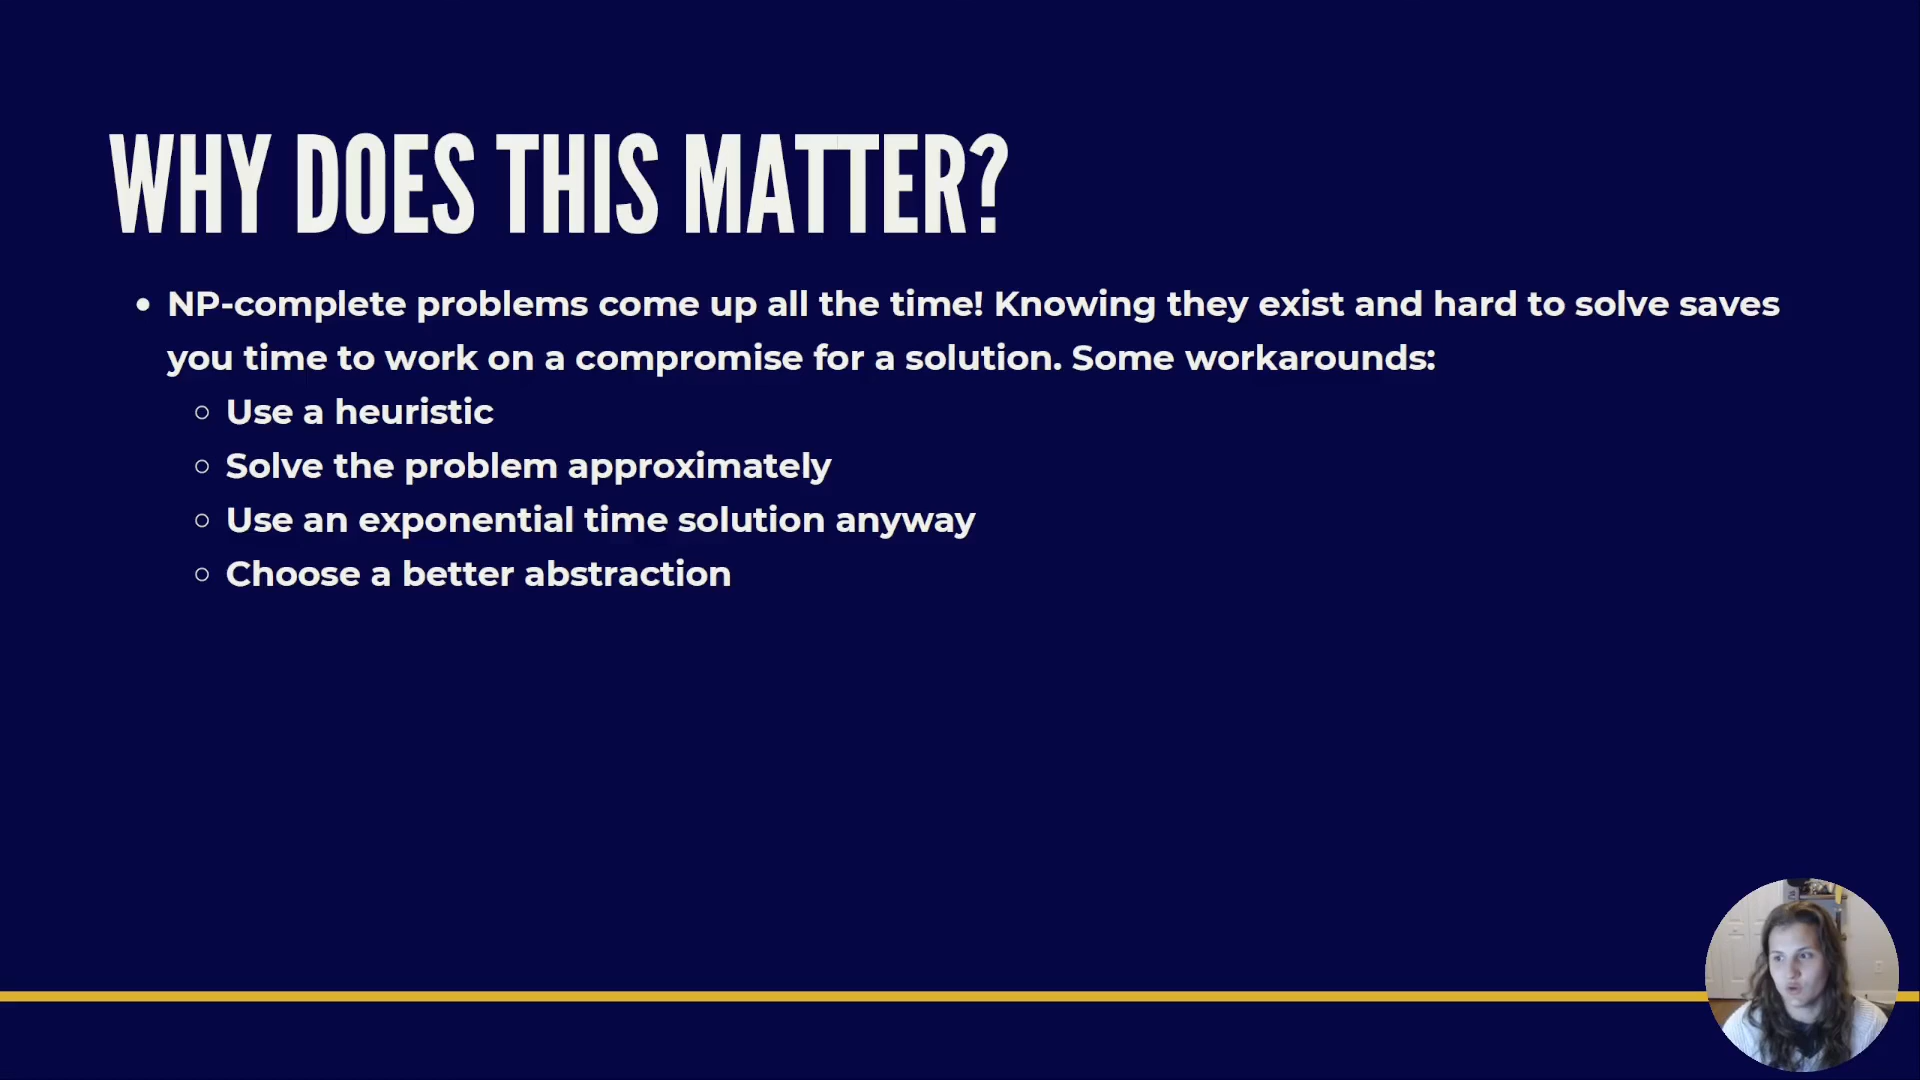 WHY DOES THIS MATTER?
• NP-complete problems come up all the time! Knowing they exist and hard to solve saves
you time to work on a compromise for a solution. Some workarounds:
○ Use a heuristic
○ Solve the problem approximately
○ Use an exponential time solution anyway
○ Choose a better abstraction